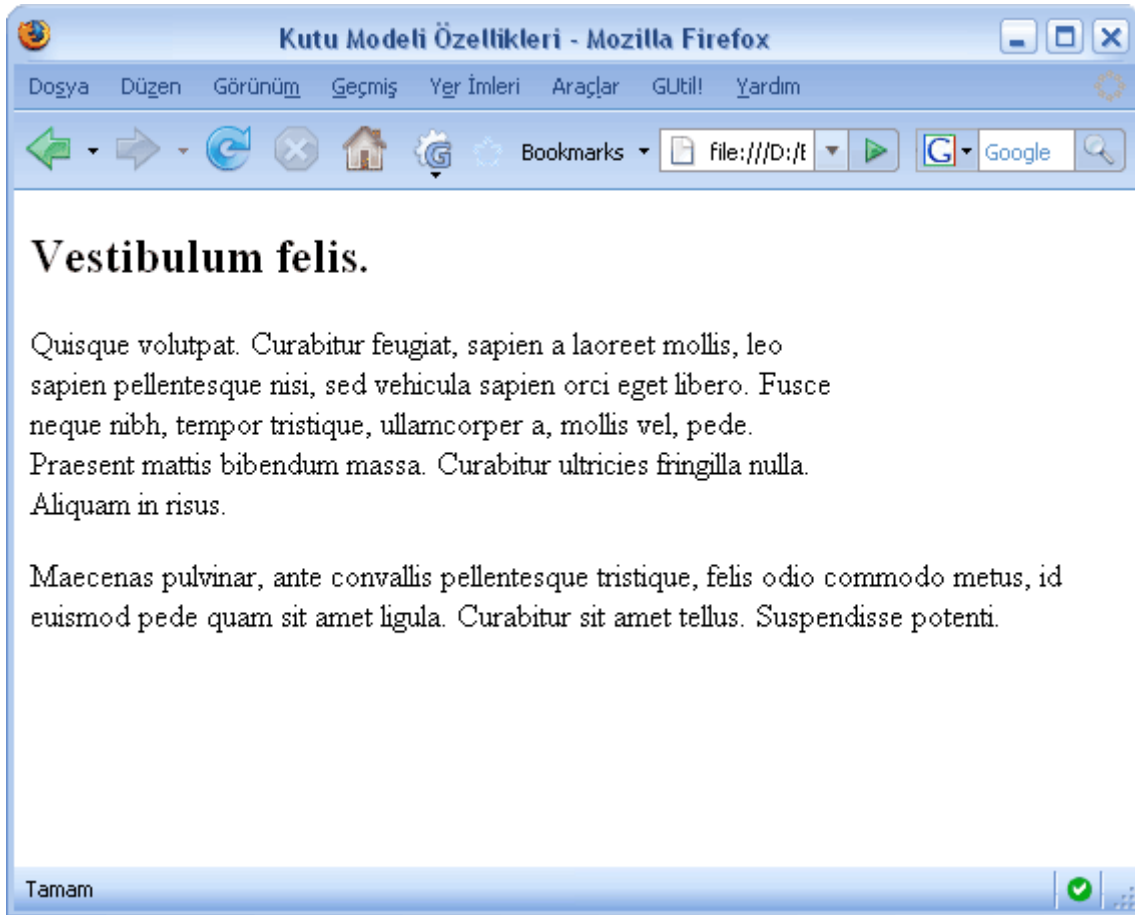 Kutu Modeli Özellikleri - Mozilla Firefox
Dosya Düzen Görünüm Geçmiş Yer İmleri Araçlar GUtil! Yardım
G Bookmarks file:///D:/E G Google
Vestibulum felis.
Quisque volutpat. Curabitur feugiat, sapien a laoreet mollis, leo
sapien pellentesque nisi, sed vehicula sapien orci eget libero. Fusce
neque nibh, tempor tristique, ullamcorper a, mollis vel, pede.
Praesent mattis bibendum massa. Curabitur ultricies fringilla nulla.
Aliquam in risus.
Maecenas pulvinar, ante convallis pellentesque tristique, felis odio commodo metus, id
euismod pede quam sit amet ligula. Curabitur sit amet tellus. Suspendisse potenti.
Tamam